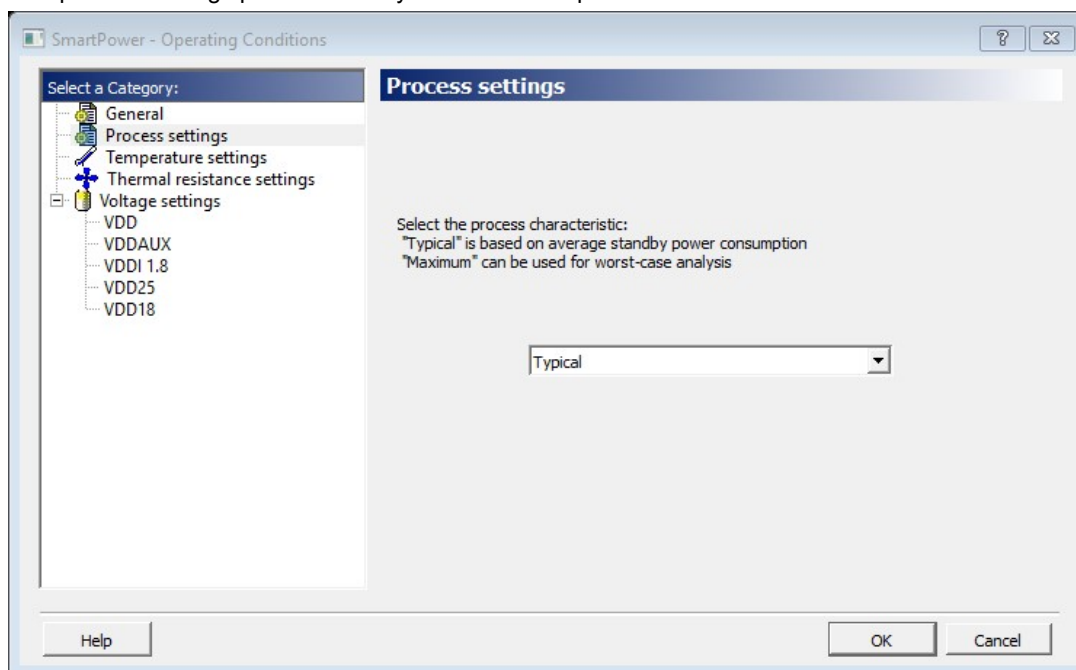 SmartPower - Operating Conditions
Select a Category:
General
Process settings
Temperature settings
Thermal resistance settings
Voltage settings
VDD
VDDAUX
VDDI 1.8
VDD25
VDD18
Process settings
Select the process characteristic:
"Typical" is based on average standby power consumption
"Maximum" can be used for worst-case analysis
Typical
Help
OK
Cancel